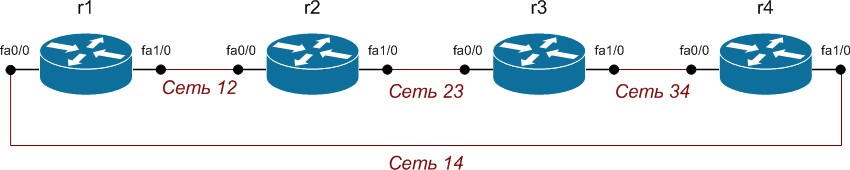 r1 r2 r3 r4
fa0/0 fa1/0 fa0/0 fa1/0 fa0/0 fa1/0 fa0/0 fa1/0
Сеть 12 Сеть 23 Сеть 34
Сеть 14